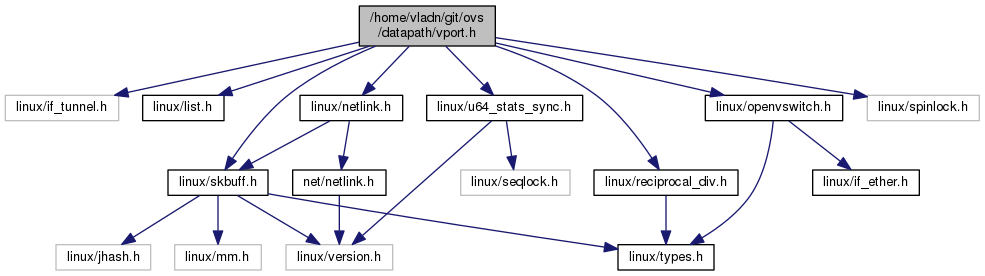 /home/vladn/git/ovs
/datapath/vport.h
linux/if_tunnel.h
linux/list.h
linux/netlink.h
linux/u64_stats_sync.h
linux/openvswitch.h
linux/spinlock.h
linux/skbuff.h
net/netlink.h
linux/seqlock.h
linux/reciprocal_div.h
linux/if_ether.h
linux/jhash.h
linux/mm.h
linux/version.h
linux/types.h